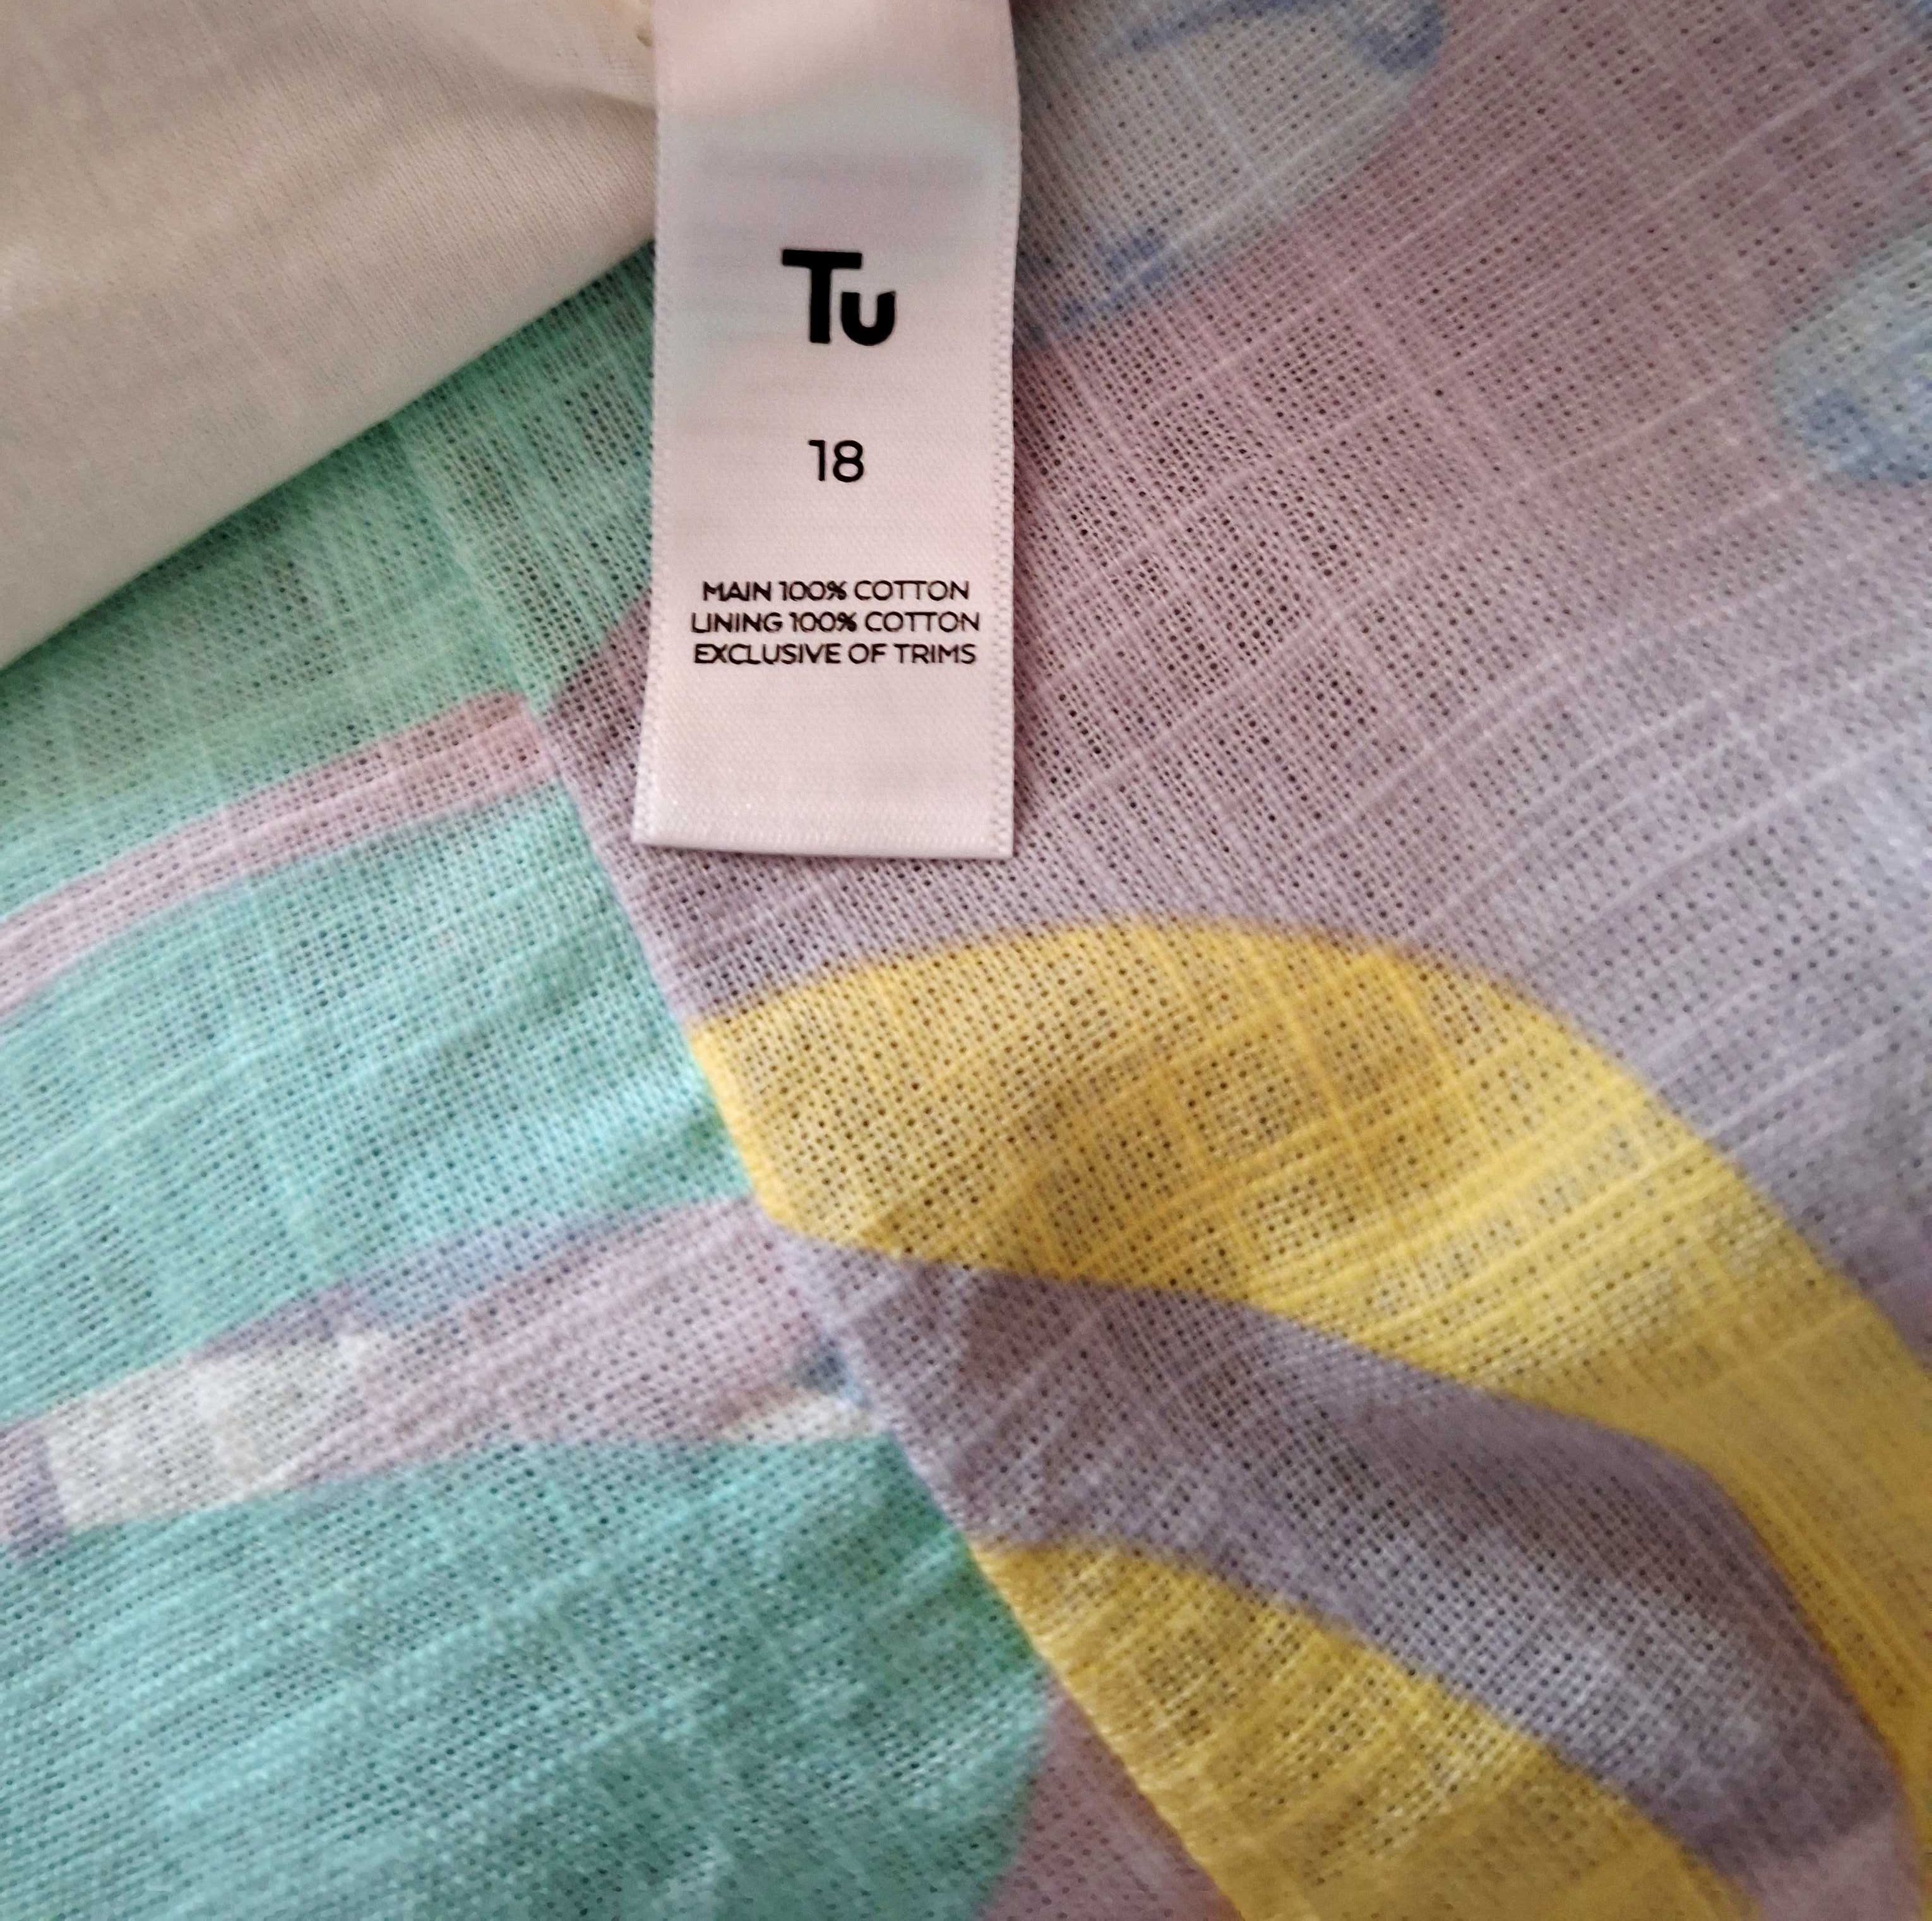 Tu
18
MAIN 100% COTTON
LINING 100% COTTON
EXCLUSIVE OF TRIMS